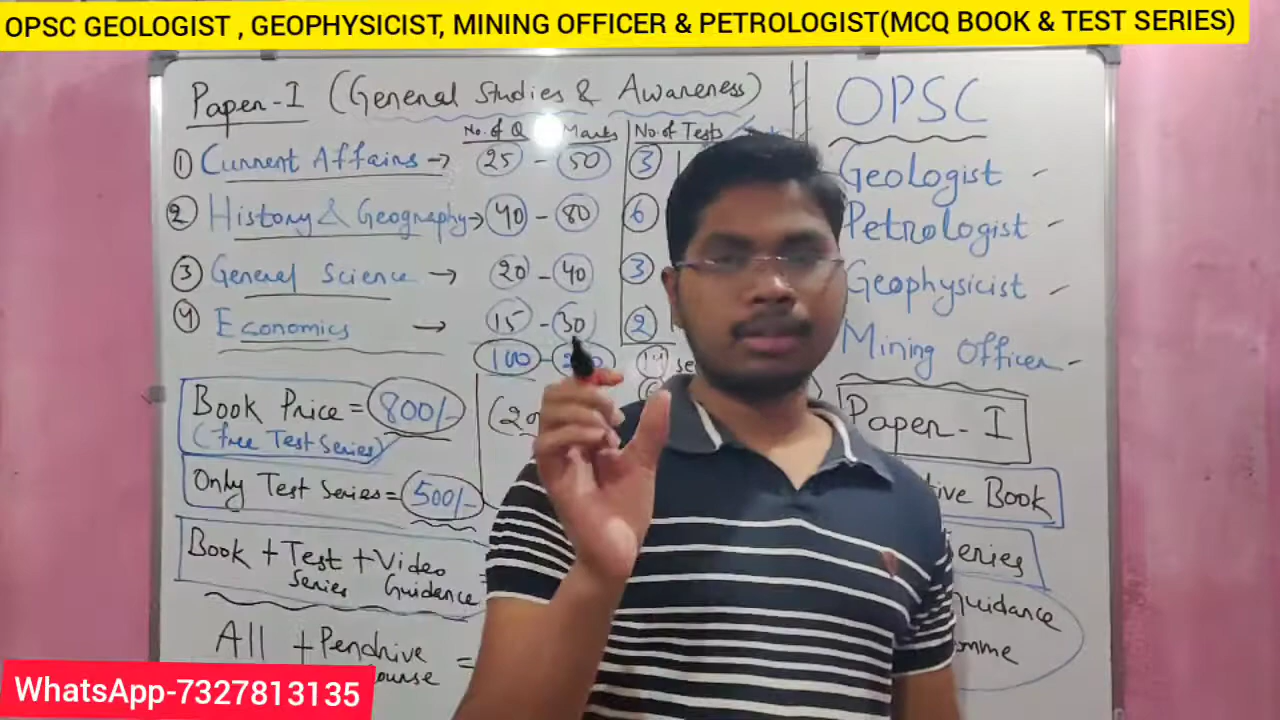 OPSC GEOLOGIST , GEOPHYSICIST, MINING OFFICER & PETROLOGIST(MCQ BOOK & TEST SERIES)
Paper-I (General Studies & Awareness)
No. of Q Marks No. of Tests
① Current Affairs → 25 - 50 3
② History & Geography → 40 - 80 6
③ General Science → 20 - 40 3
④ Economics → 15 - 30 2
100
Book Price = 800/-
(Free Test Series)
Only Test Series = 500/-
Book + Test + Video
Series Guidance
All + Pendrive
=
OPSC
Geologist -
Petrologist -
Geophysicist -
Mining Officer -
Paper - I
Book
WhatsApp-7327813135